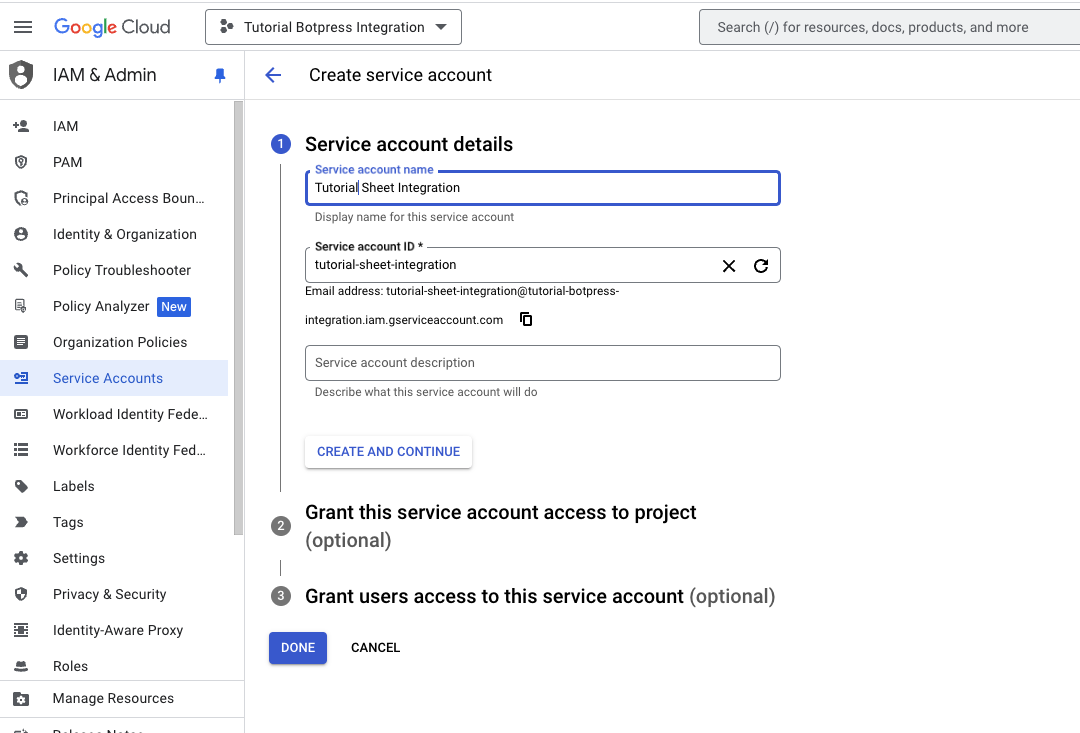 Google Cloud
Tutorial Botpress Integration
Search (/) for resources, docs, products, and more
IAM & Admin
Create service account
IAM
PAM
Principal Access Boun...
Identity & Organization
Policy Troubleshooter
Policy Analyzer New
Organization Policies
Service Accounts
Workload Identity Fede...
Workforce Identity Fed...
Labels
Tags
Settings
Privacy & Security
Identity-Aware Proxy
Roles
Manage Resources
Release Notes
1 Service account details
Service account name
Tutorial Sheet Integration
Display name for this service account
Service account ID *
tutorial-sheet-integration
Email address: tutorial-sheet-integration@tutorial-botpress-
integration.iam.gserviceaccount.com
Service account description
Describe what this service account will do
CREATE AND CONTINUE
2 Grant this service account access to project
(optional)
3 Grant users access to this service account (optional)
DONE CANCEL